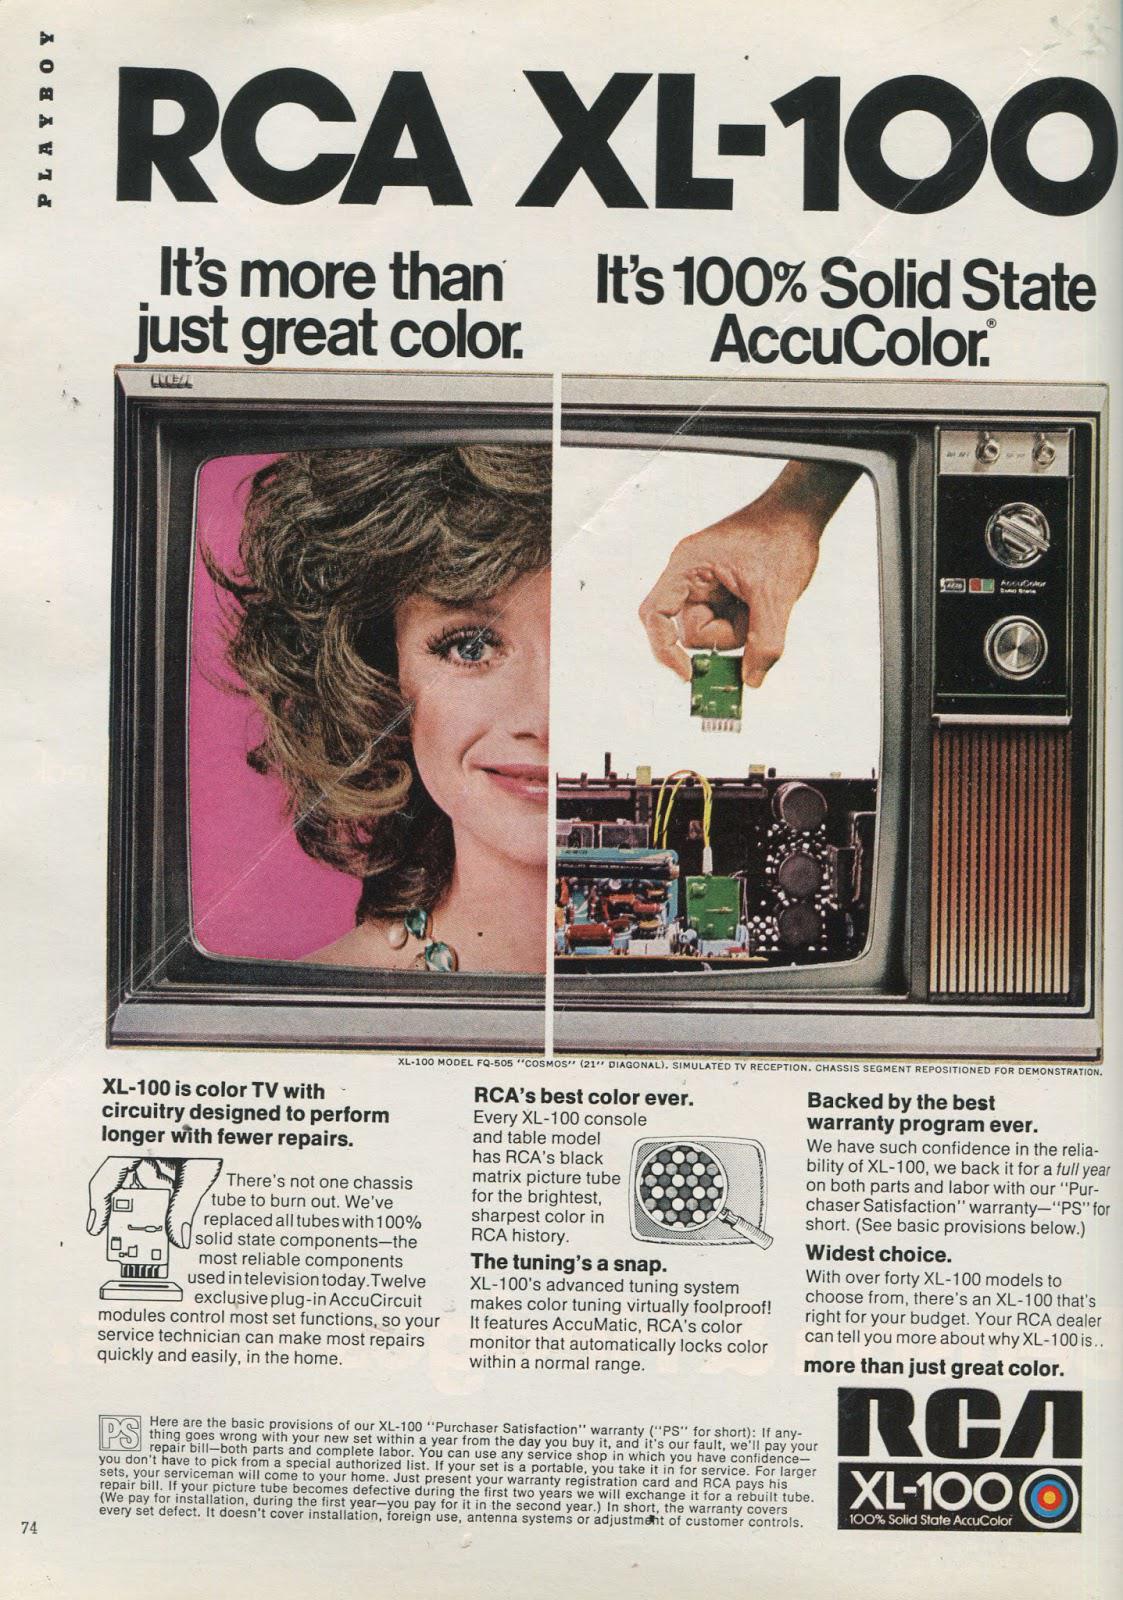 PLAYBOY
RCA XL-100
It's more than
just great color.
It's 100% Solid State
AccuColor.®
RCA
AccuColor
Solid State
XL-100 MODEL FQ-505 "COSMOS" (21" DIAGONAL). SIMULATED TV RECEPTION. CHASSIS SEGMENT REPOSITIONED FOR DEMONSTRATION.
XL-100 is color TV with
circuitry designed to perform
longer with fewer repairs.
There's not one chassis
tube to burn out. We've
replaced all tubes with 100%
solid state components—the
most reliable components
used in television today. Twelve
exclusive plug-in AccuCircuit
modules control most set functions, so your
service technician can make most repairs
quickly and easily, in the home.
RCA's best color ever.
Every XL-100 console
and table model
has RCA's black
matrix picture tube
for the brightest,
sharpest color in
RCA history.
The tuning's a snap.
XL-100's advanced tuning system
makes color tuning virtually foolproof!
It features AccuMatic, RCA's color
monitor that automatically locks color
within a normal range.
Backed by the best
warranty program ever.
We have such confidence in the relia-
bility of XL-100, we back it for a full year
on both parts and labor with our "Pur-
chaser Satisfaction" warranty—"PS" for
short. (See basic provisions below.)
Widest choice.
With over forty XL-100 models to
choose from, there's an XL-100 that's
right for your budget. Your RCA dealer
can tell you more about why XL-100 is..
more than just great color.
PS
Here are the basic provisions of our XL-100 "Purchaser Satisfaction" warranty ("PS" for short): If any-
thing goes wrong with your new set within a year from the day you buy it, and it's our fault, we'll pay your
repair bill—both parts and complete labor. You can use any service shop in which you have confidence—
you don't have to pick from a special authorized list. If your set is a portable, you take it in for service. For larger
sets, your serviceman will come to your home. Just present your warranty registration card and RCA pays his
repair bill. If your picture tube becomes defective during the first two years we will exchange it for a rebuilt tube.
(We pay for installation, during the first year—you pay for it in the second year.) In short, the warranty covers
every set defect. It doesn't cover installation, foreign use, antenna systems or adjustment of customer controls.
RCA
XL-100
100% Solid State AccuColor
74